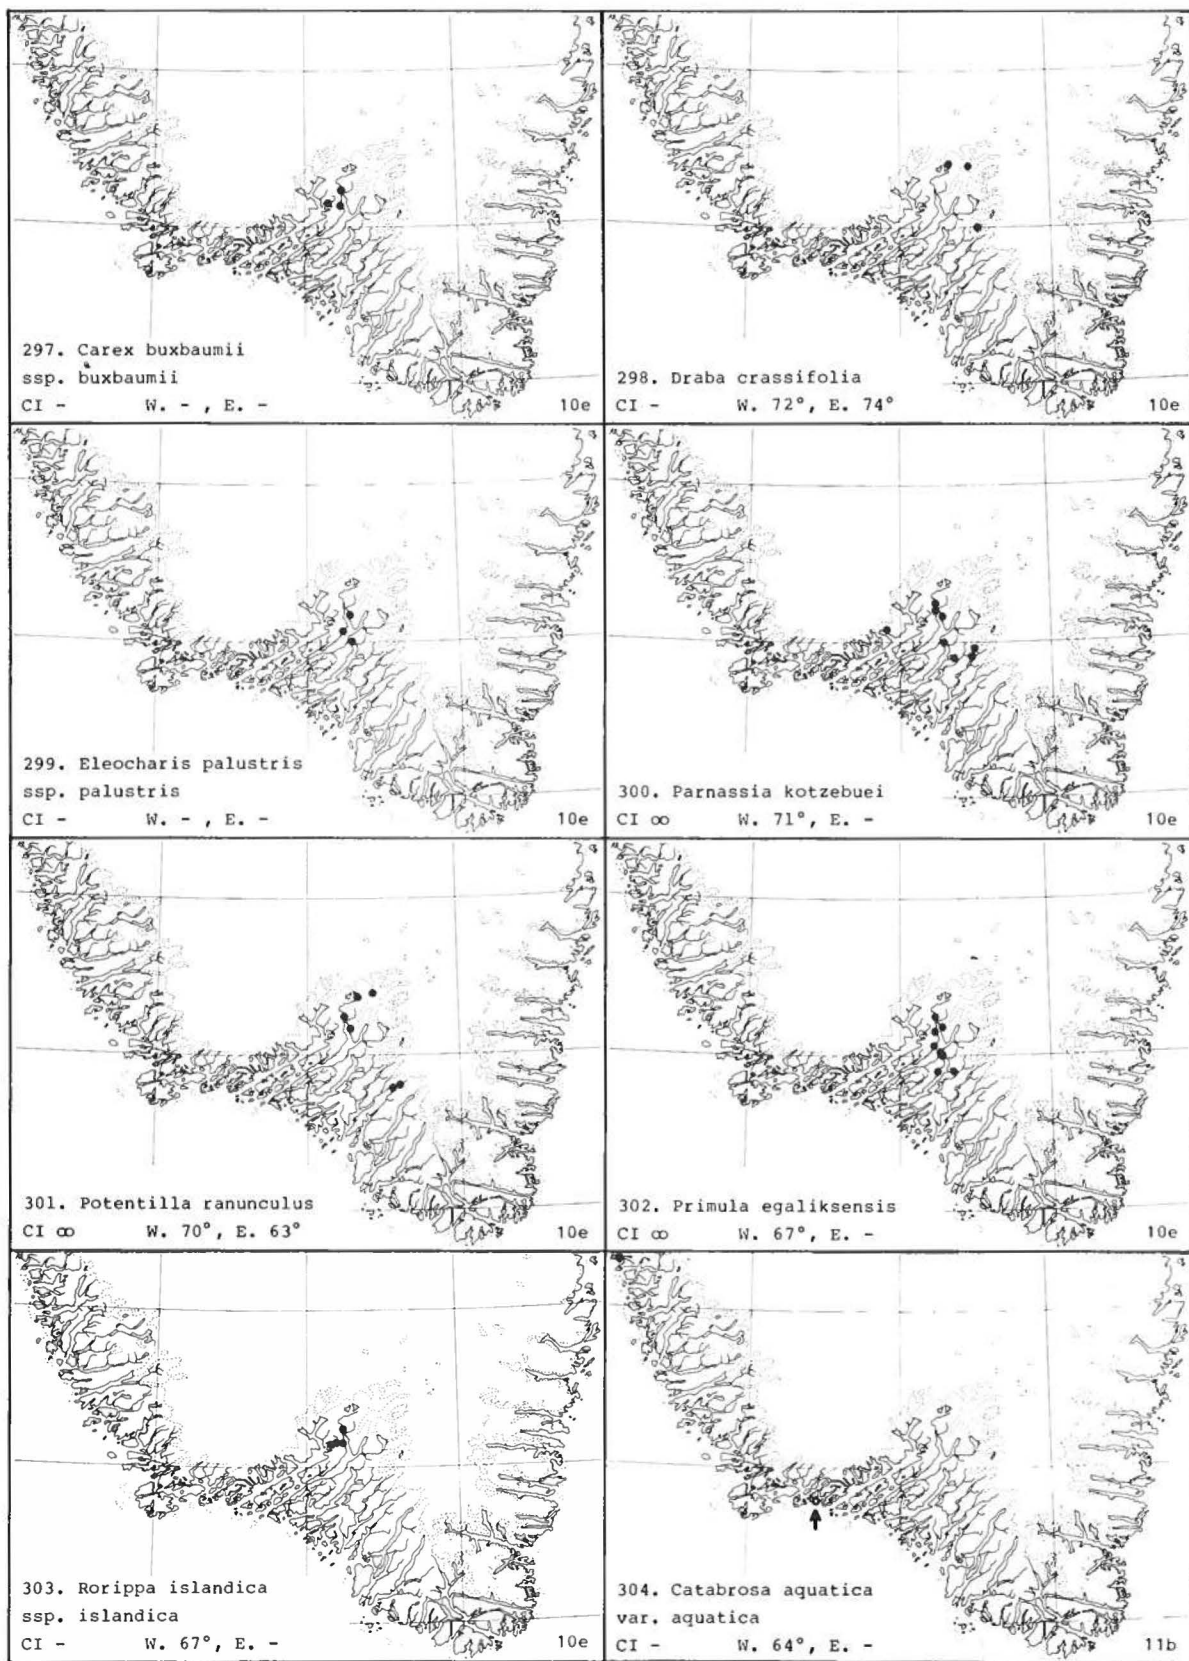 297. Carex buxbaumii
ssp. buxbaumii
CI - W. - , E. - 10e
298. Draba crassifolia
CI - W. 72°, E. 74° 10e
299. Eleocharis palustris
ssp. palustris
CI - W. - , E. - 10e
300. Parnassia kotzebuei
CI ∞ W. 71°, E. - 10e
301. Potentilla ranunculus
CI ∞ W. 70°, E. 63° 10e
302. Primula egaliksensis
CI ∞ W. 67°, E. - 10e
303. Rorippa islandica
ssp. islandica
CI - W. 67°, E. - 10e
304. Catabrosa aquatica
var. aquatica
CI - W. 64°, E. - 11b